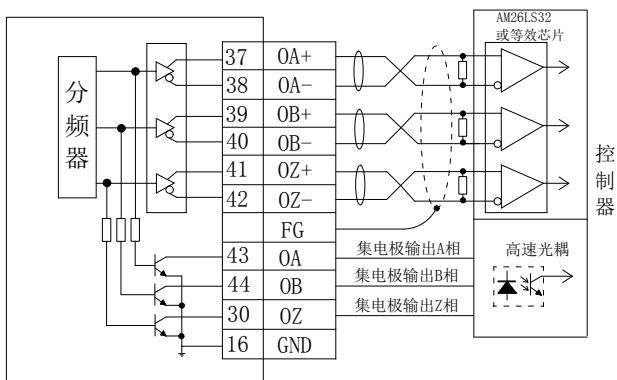 AM26LS32
或等效芯片
分频器
37 OA+
38 OA-
39 OB+
40 OB-
41 OZ+
42 OZ-
FG
43 OA
44 OB
30 OZ
16 GND
集电极输出A相
集电极输出B相
集电极输出Z相
高速光耦
控制器